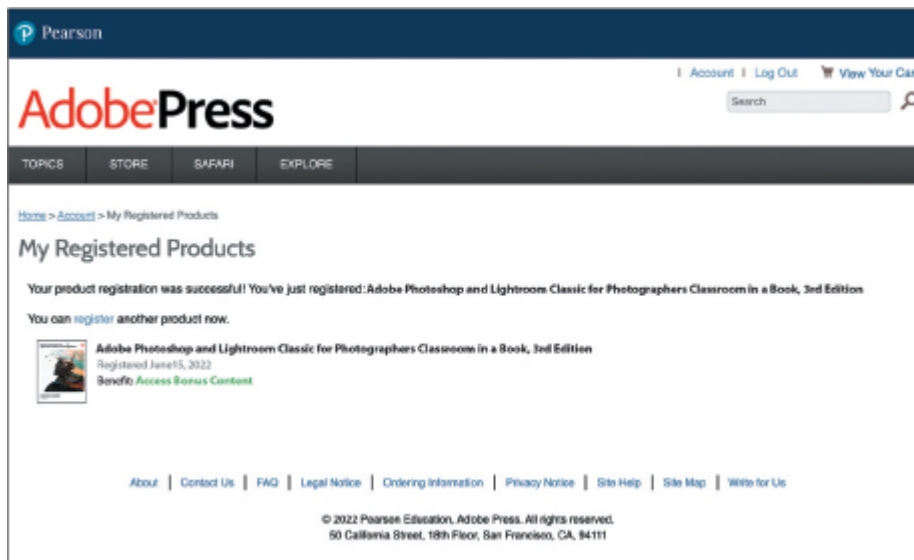 Pearson
| Account | Log Out View Your Car
AdobePress
Search
TOPICS STORE SAFARI EXPLORE
Home > Account > My Registered Products
My Registered Products
Your product registration was successful! You've just registered:Adobe Photoshop and Lightroom Classic for Photographers Classroom in a Book, 3rd Edition
You can register another product now.
Adobe Photoshop and Lightroom Classic for Photographers Classroom in a Book, 3rd Edition
Registered June15, 2022
Benefit: Access Bonus Content
About | Contact Us | FAQ | Legal Notice | Ordering Information | Privacy Notice | Site Help | Site Map | Write for Us
© 2022 Pearson Education, Adobe Press. All rights reserved.
50 California Street, 18th Floor, San Francisco, CA, 94111